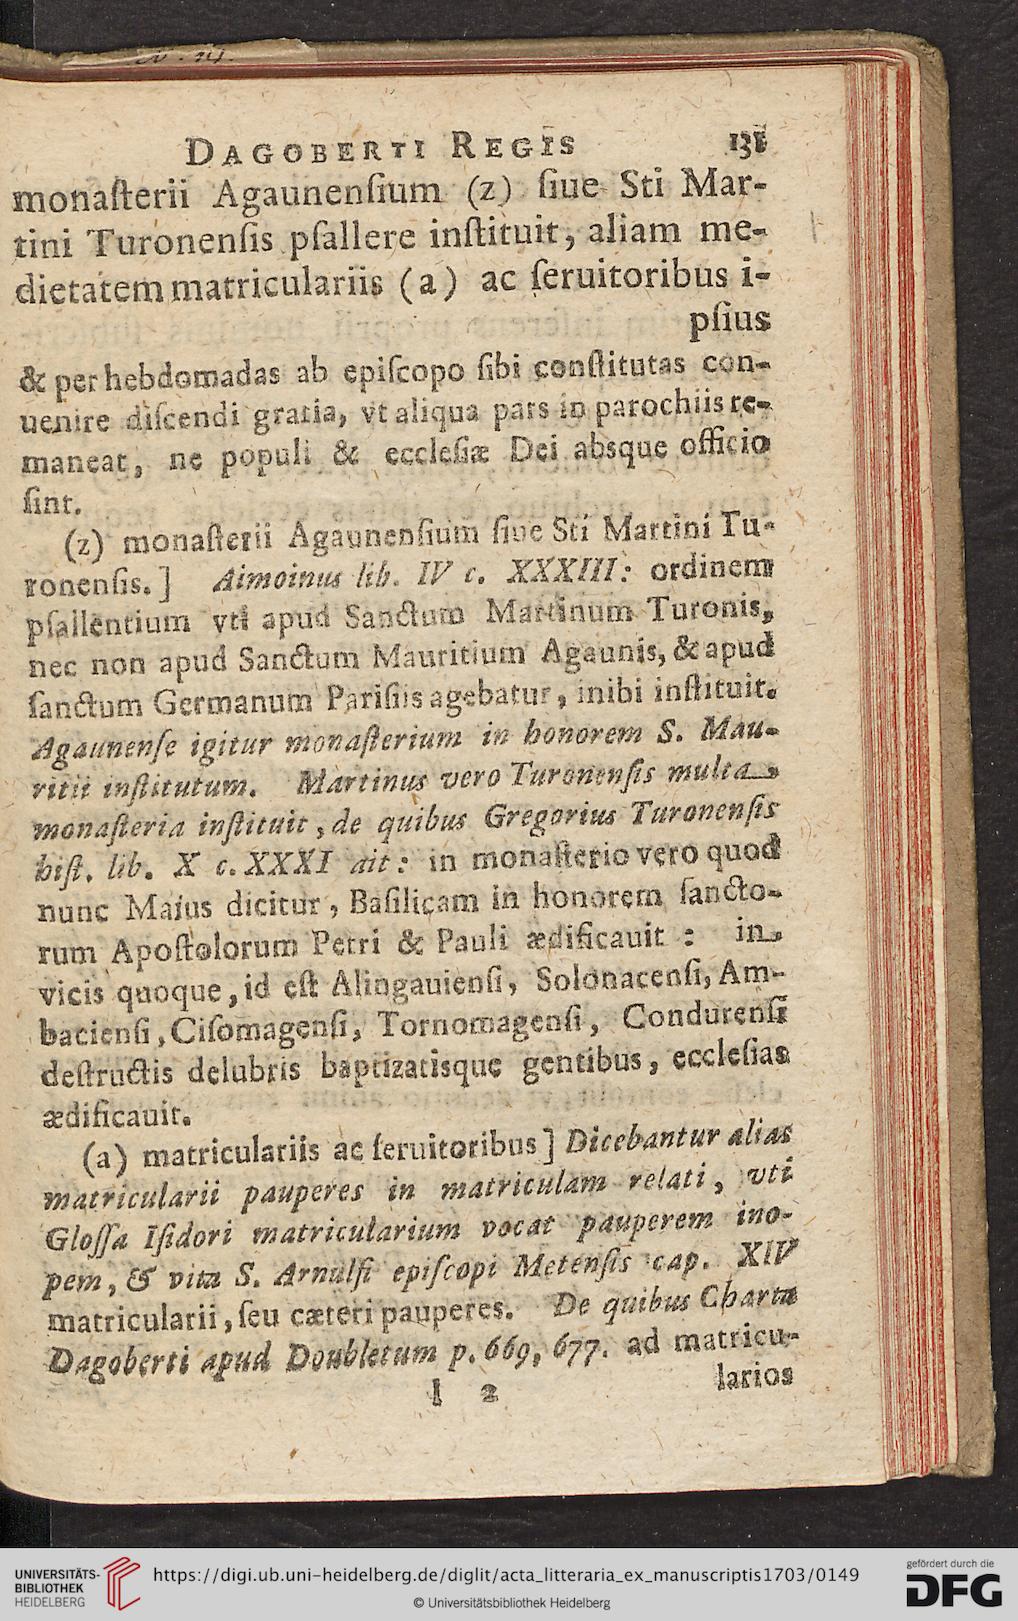 DAGOBERTI REGIS 131
monaſterii Agaunenſium (z) ſiue Sti Mar-
tini Turonenſis pſallere inſtituit, aliam me-
dietatem matriculariis (a) ac ſeruitoribus i-
pſius
& per hebdomadas ab epiſcopo ſibi conſtitutas con-
uenire diſcendi gratia, vt aliqua pars in parochiis re-
maneat, ne populi & eccleſiæ Dei absque officio
ſint.
(z) monaſterii Agaunenſium ſiue Sti Martini Tu-
ronenſis.] Aimoinus lib. IV c. XXXIII: ordinem
pſallentium vti apud Sanctum Martinum Turonis,
nec non apud Sanctum Mauritium Agaunis, & apud
ſanctum Germanum Pariſiis agebatur, inibi inſtituit.
Agaunenſe igitur monaſterium in honorem S. Mau-
ritii inſtitutum. Martinus vero Turonenſis multa
monaſteria inſtituit, de quibus Gregorius Turonenſis
hiſt. lib. X c. XXXI ait: in monaſterio vero quod
nunc Maius dicitur, Baſilicam in honorem ſancto-
rum Apoſtolorum Petri & Pauli ædificauit: in
vicis quoque, id eſt Alingauienſi, Solonacenſi, Am-
bacienſi, Ciſomagenſi, Tornomagenſi, Condurenſi
deſtructis delubris baptizatisque gentibus, eccleſias
ædificauit.
(a) matriculariis ac ſeruitoribus] Dicebantur alias
matricularii pauperes in matriculam relati, vti
Gloſſa Iſidori matricularium vocat pauperem ino-
pem, & vita S. Arnulſi epiſcopi Metenſis cap. XIV
matricularii, ſeu cæteri pauperes. De quibus Charta
Dagoberti apud Doubletum p. 669, 677. ad matricu-
l 2 larios
UNIVERSITÄTS-
BIBLIOTHEK
HEIDELBERG
https://digi.ub.uni-heidelberg.de/diglit/acta_litteraria_ex_manuscriptis1703/0149
© Universitätsbibliothek Heidelberg
gefördert durch die
DFG